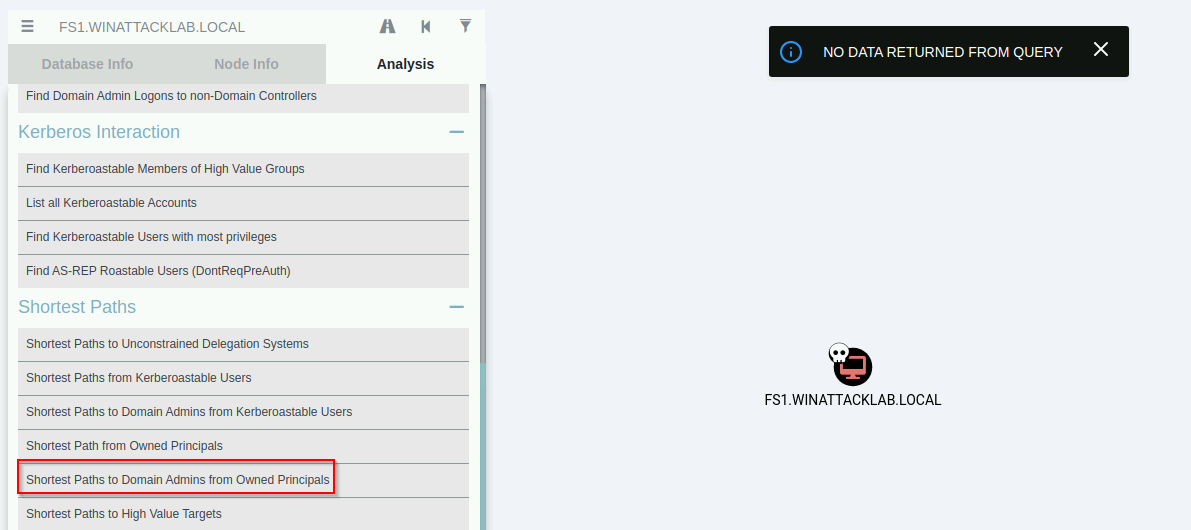 FS1.WINATTACKLAB.LOCAL
NO DATA RETURNED FROM QUERY
Database Info
Node Info
Analysis
Find Domain Admin Logons to non-Domain Controllers
Kerberos Interaction
Find Kerberoastable Members of High Value Groups
List all Kerberoastable Accounts
Find Kerberoastable Users with most privileges
Find AS-REP Roastable Users (DontReqPreAuth)
Shortest Paths
Shortest Paths to Unconstrained Delegation Systems
Shortest Paths from Kerberoastable Users
Shortest Paths to Domain Admins from Kerberoastable Users
Shortest Path from Owned Principals
Shortest Paths to Domain Admins from Owned Principals
Shortest Paths to High Value Targets
FS1.WINATTACKLAB.LOCAL